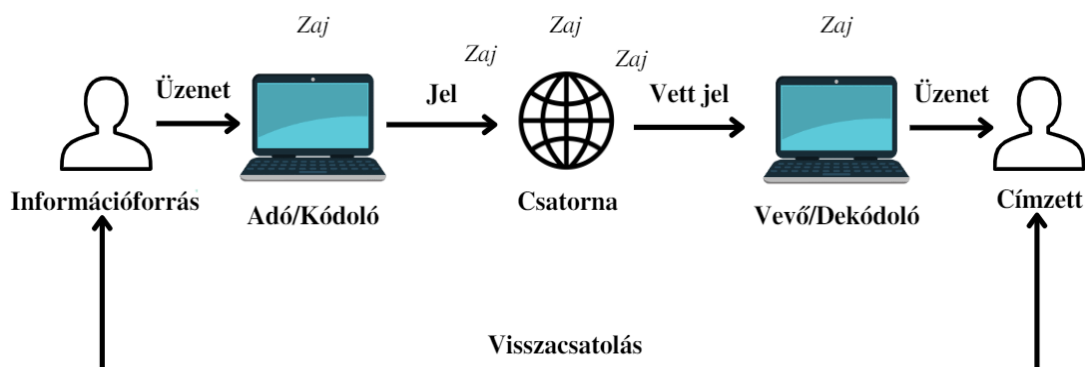 Zaj
Zaj
Zaj
Zaj
Zaj
Üzenet
Jel
Vett jel
Üzenet
Információforrás
Adó/Kódoló
Csatorna
Vevő/Dekódoló
Címzett
Visszacsatolás